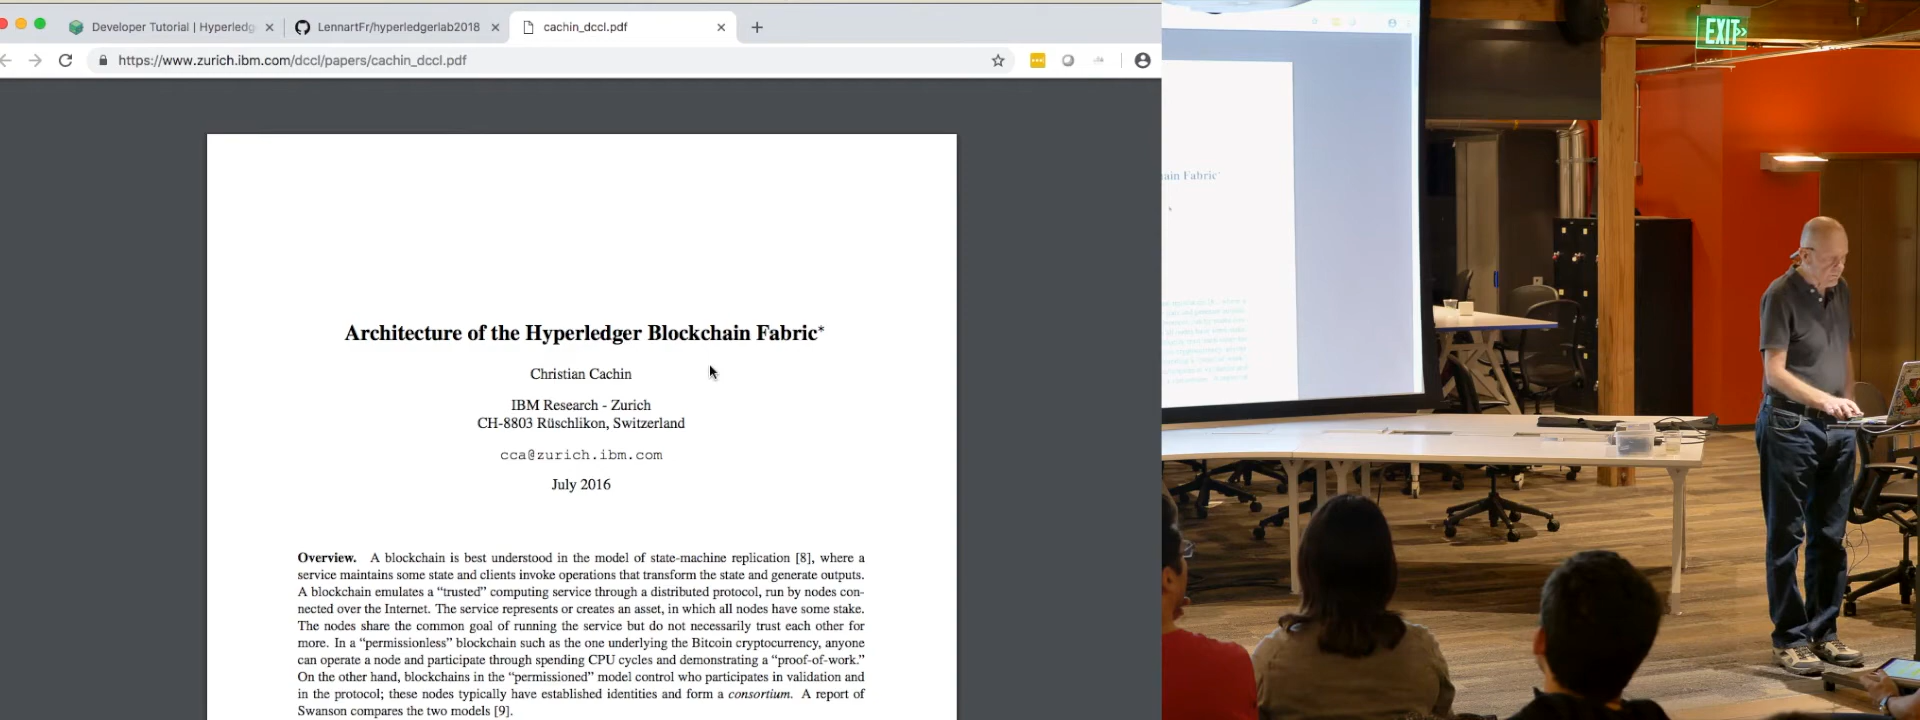 Developer Tutorial | Hyperledg
LennartFr/hyperledgerlab2018
cachin_dccl.pdf
https://www.zurich.ibm.com/dccl/papers/cachin_dccl.pdf
Architecture of the Hyperledger Blockchain Fabric*
Christian Cachin
IBM Research - Zurich
CH-8803 Rüschlikon, Switzerland
cca@zurich.ibm.com
July 2016
Overview. A blockchain is best understood in the model of state-machine replication [8], where a
service maintains some state and clients invoke operations that transform the state and generate outputs.
A blockchain emulates a “trusted” computing service through a distributed protocol, run by nodes con-
nected over the Internet. The service represents or creates an asset, in which all nodes have some stake.
The nodes share the common goal of running the service but do not necessarily trust each other for
more. In a “permissionless” blockchain such as the one underlying the Bitcoin cryptocurrency, anyone
can operate a node and participate through spending CPU cycles and demonstrating a “proof-of-work.”
On the other hand, blockchains in the “permissioned” model control who participates in validation and
in the protocol; these nodes typically have established identities and form a consortium. A report of
Swanson compares the two models [9].
ain Fabric*
EXIT